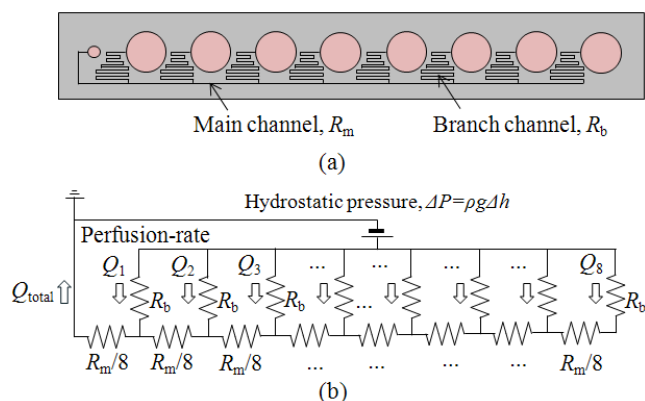 Main channel, Rm
Branch channel, Rb
(a)
Hydrostatic pressure, ΔP=ρgΔh
Perfusion-rate
Q1 Q2 Q3 ... ... ... ... Q8
Qtotal Rb Rb Rb ... Rb
Rm/8 Rm/8 Rm/8 ... ... ... ... Rm/8
(b)